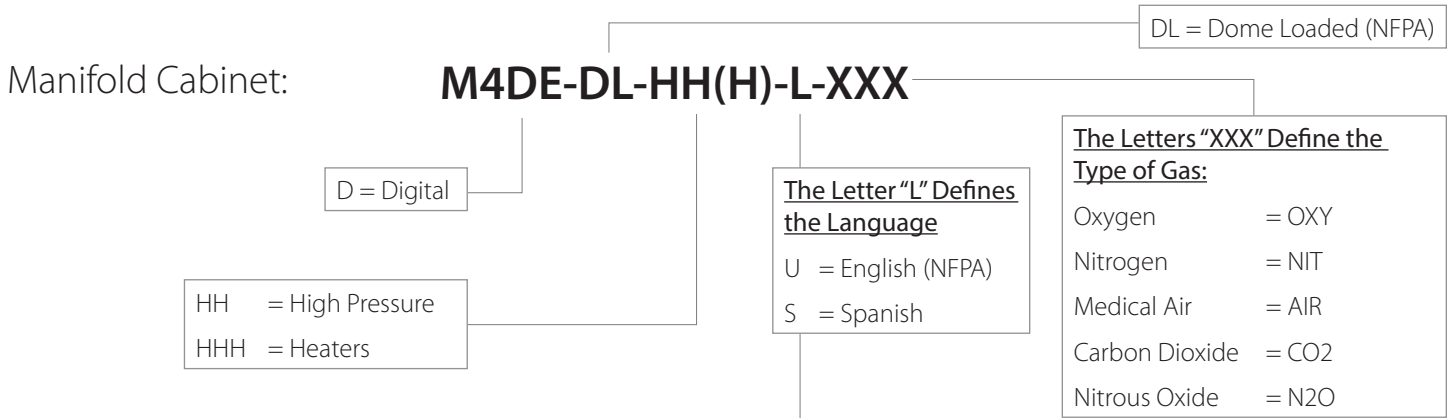 DL = Dome Loaded (NFPA)
Manifold Cabinet: M4DE-DL-HH(H)-L-XXX
D = Digital
HH = High Pressure
HHH = Heaters
The Letter “L” Defines
the Language
U = English (NFPA)
S = Spanish
The Letters “XXX” Define the
Type of Gas:
Oxygen = OXY
Nitrogen = NIT
Medical Air = AIR
Carbon Dioxide = CO2
Nitrous Oxide = N2O